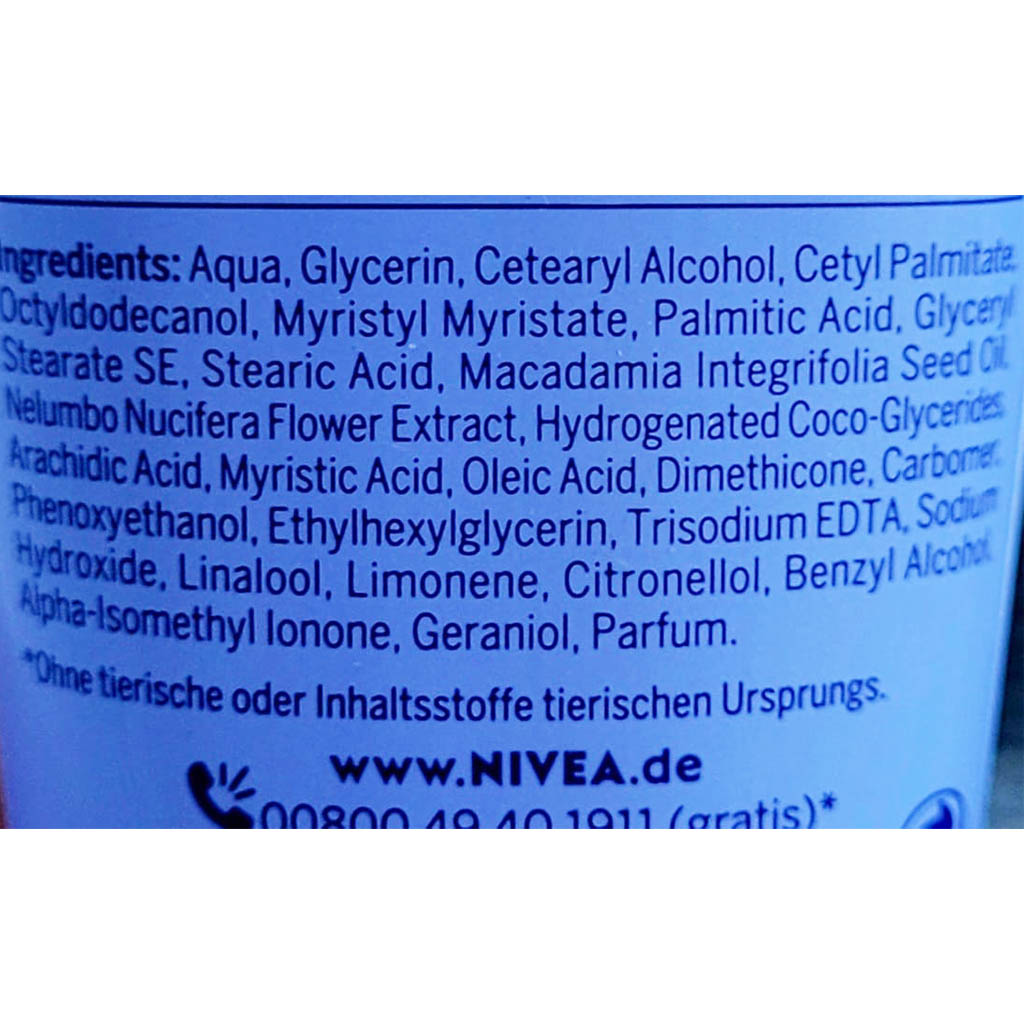 Ingredients: Aqua, Glycerin, Cetearyl Alcohol, Cetyl Palmitate,
Octyldodecanol, Myristyl Myristate, Palmitic Acid, Glyceryl
Stearate SE, Stearic Acid, Macadamia Integrifolia Seed Oil,
Nelumbo Nucifera Flower Extract, Hydrogenated Coco-Glycerides,
Arachidic Acid, Myristic Acid, Oleic Acid, Dimethicone, Carbomer,
Phenoxyethanol, Ethylhexylglycerin, Trisodium EDTA, Sodium
Hydroxide, Linalool, Limonene, Citronellol, Benzyl Alcohol,
Alpha-Isomethyl Ionone, Geraniol, Parfum.
*Ohne tierische oder Inhaltsstoffe tierischen Ursprungs.
www.NIVEA.de
00800 49 40 1911 (gratis)*